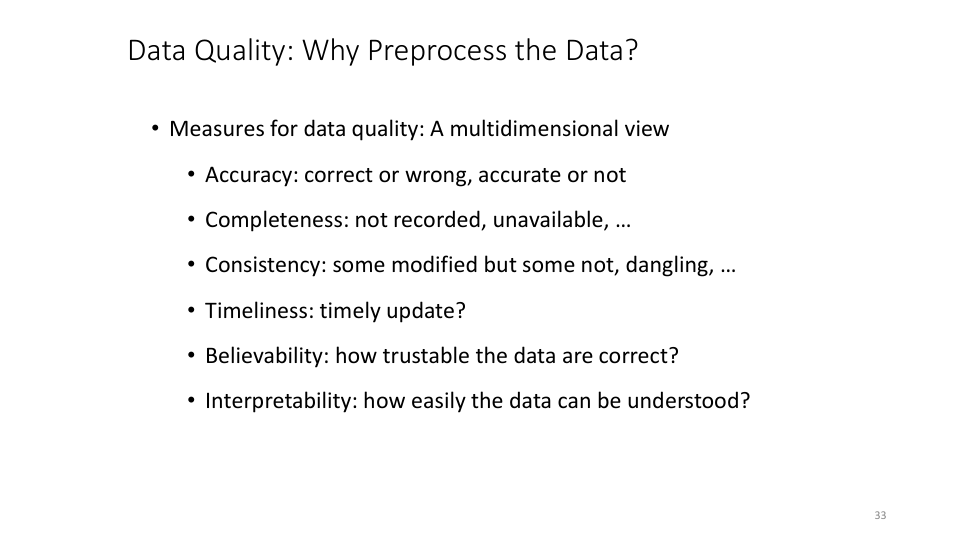 Data Quality: Why Preprocess the Data?
• Measures for data quality: A multidimensional view
• Accuracy: correct or wrong, accurate or not
• Completeness: not recorded, unavailable, …
• Consistency: some modified but some not, dangling, …
• Timeliness: timely update?
• Believability: how trustable the data are correct?
• Interpretability: how easily the data can be understood?
33